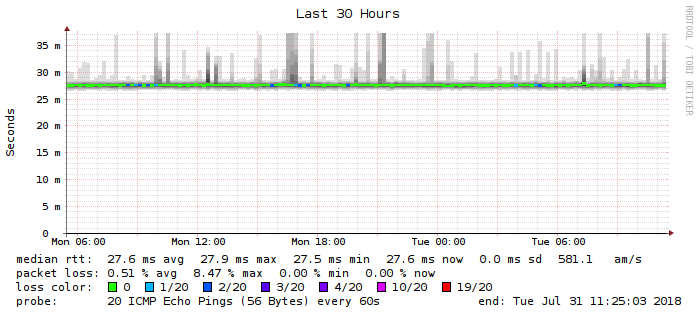 Last 30 Hours
RRDTOOL / TOBI OETIKER
Seconds
35 m
30 m
25 m
20 m
15 m
10 m
5 m
0
Mon 06:00 Mon 12:00 Mon 18:00 Tue 00:00 Tue 06:00
median rtt: 27.6 ms avg 27.9 ms max 27.5 ms min 27.6 ms now 0.0 ms sd 581.1 am/s
packet loss: 0.51 % avg 8.47 % max 0.00 % min 0.00 % now
loss color: 0 1/20 2/20 3/20 4/20 10/20 19/20
probe: 20 ICMP Echo Pings (56 Bytes) every 60s end: Tue Jul 31 11:25:03 2018